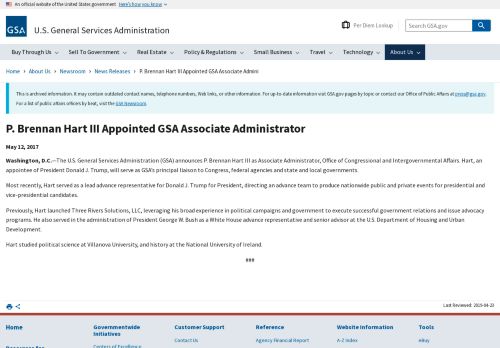 An official website of the United States government Here's how you know
GSA U.S. General Services Administration
Per Diem Lookup
Search GSA.gov
Buy Through Us Sell To Government Real Estate Policy & Regulations Small Business Travel Technology About Us
Home › About Us › Newsroom › News Releases › P. Brennan Hart III Appointed GSA Associate Admini
This is archived information. It may contain outdated contact names, telephone numbers, Web links, or other information. For up-to-date information visit GSA.gov pages by topic or contact our Office of Public Affairs at press@gsa.gov.
For a list of public affairs officers by beat, visit the GSA Newsroom.
P. Brennan Hart III Appointed GSA Associate Administrator
May 12, 2017
Washington, D.C.—The U.S. General Services Administration (GSA) announces P. Brennan Hart III as Associate Administrator, Office of Congressional and Intergovernmental Affairs. Hart, an
appointee of President Donald J. Trump, will serve as GSA's principal liaison to Congress, federal agencies and state and local governments.
Most recently, Hart served as a lead advance representative for Donald J. Trump for President, directing an advance team to produce nationwide public and private events for presidential and
vice-presidential candidates.
Previously, Hart launched Three Rivers Solutions, LLC, leveraging his broad experience in political campaigns and government to execute successful government relations and issue advocacy
programs. He also served in the administration of President George W. Bush as a White House advance representative and senior advisor at the U.S. Department of Housing and Urban
Development.
Hart studied political science at Villanova University, and history at the National University of Ireland.
###
Last Reviewed: 2019-04-23
Home
Governmentwide
Initiatives
Customer Support
Reference
Website Information
Tools
Contact Us
Agency Financial Report
A-Z Index
eBuy
Centers of Excellence